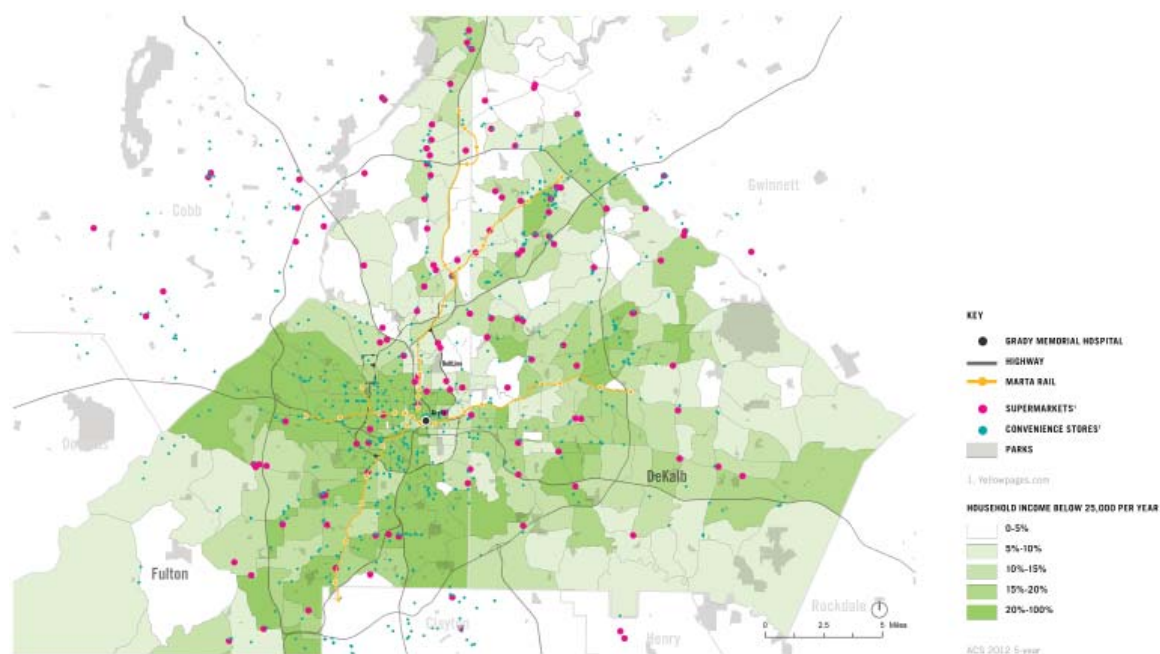 Gwinnett
Cobb
BeltLine
Grady
DeKalb
Fulton
Rockdale
Clayton
Henry
0 2.5 5 Miles
KEY
GRADY MEMORIAL HOSPITAL
HIGHWAY
MARTA RAIL
SUPERMARKETS¹
CONVENIENCE STORES¹
PARKS
1. Yellowpages.com
HOUSEHOLD INCOME BELOW 25,000 PER YEAR
0-5%
5%-10%
10%-15%
15%-20%
20%-100%
ACS 2012 5-year